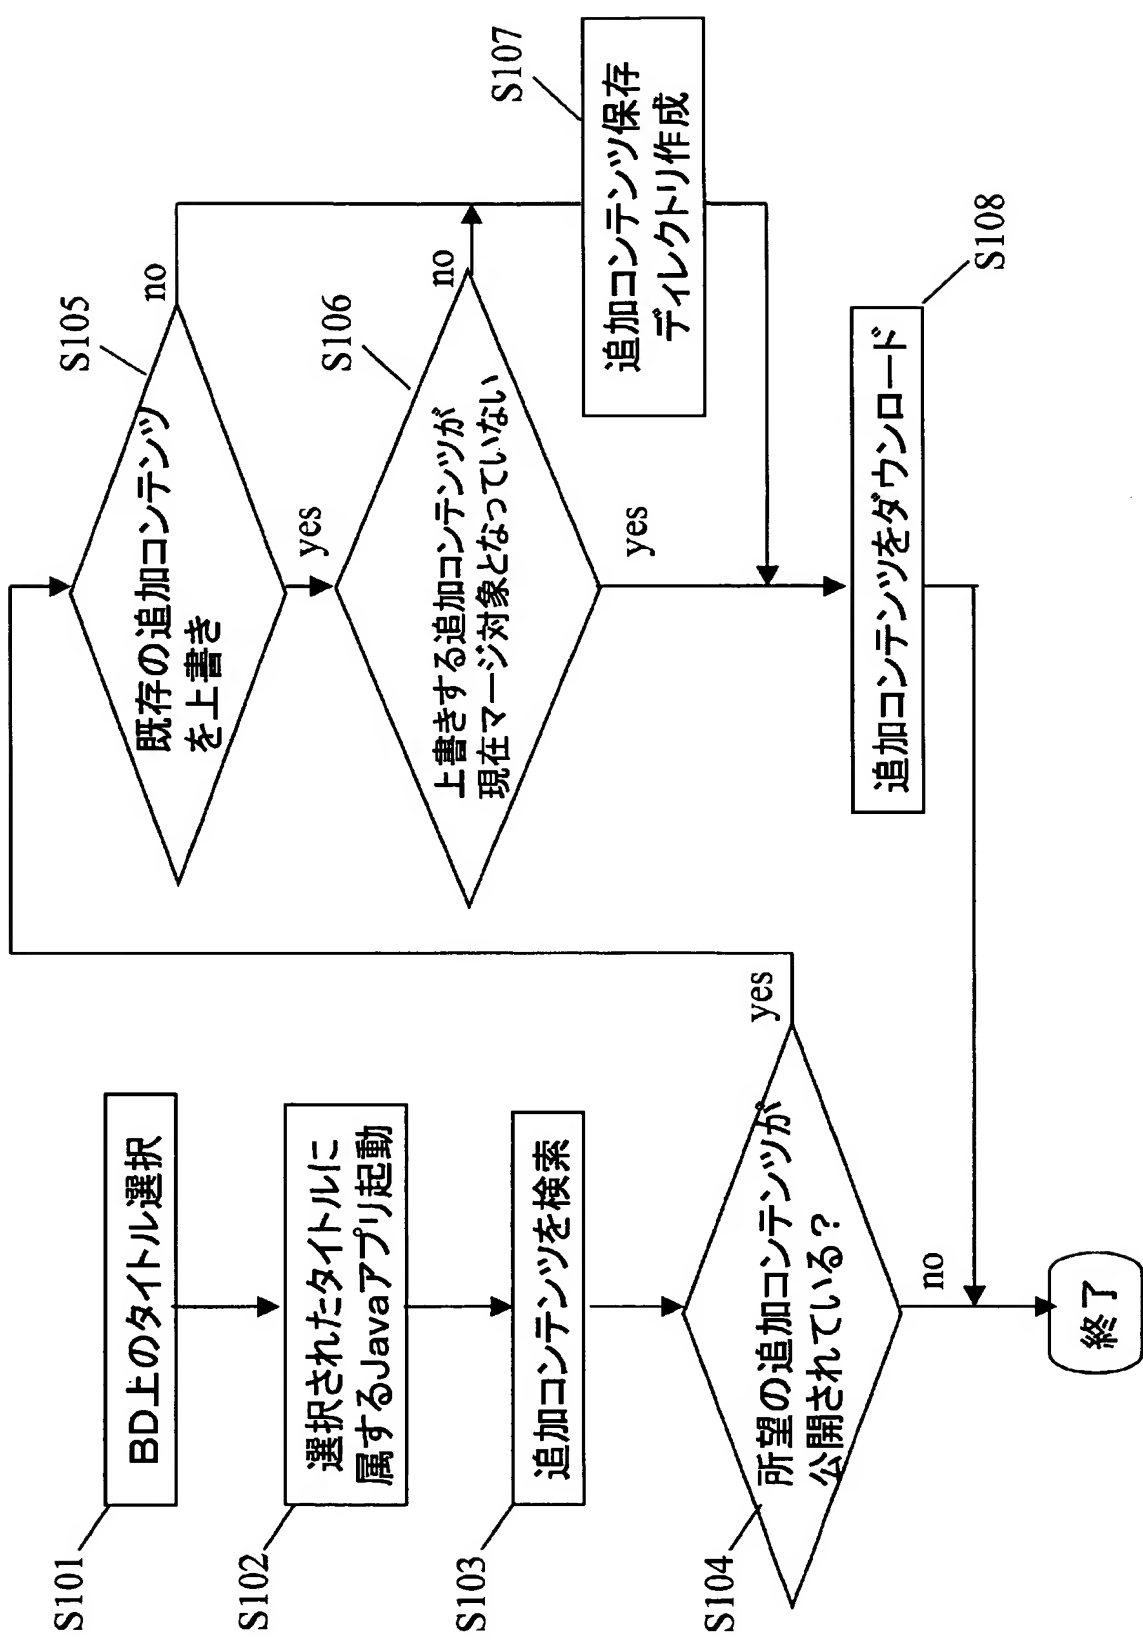 S101
BD上のタイトル選択
S102
選択されたタイトルに
属するJavaアプリ起動
S103
追加コンテンツを検索
S104
所望の追加コンテンツが
公開されている?
yes
no
終了
S105
既存の追加コンテンツ
を上書き
no
yes
S106
上書きする追加コンテンツが
現在マージ対象となっていない
no
yes
S107
追加コンテンツ保存
ディレクトリ作成
S108
追加コンテンツをダウンロード